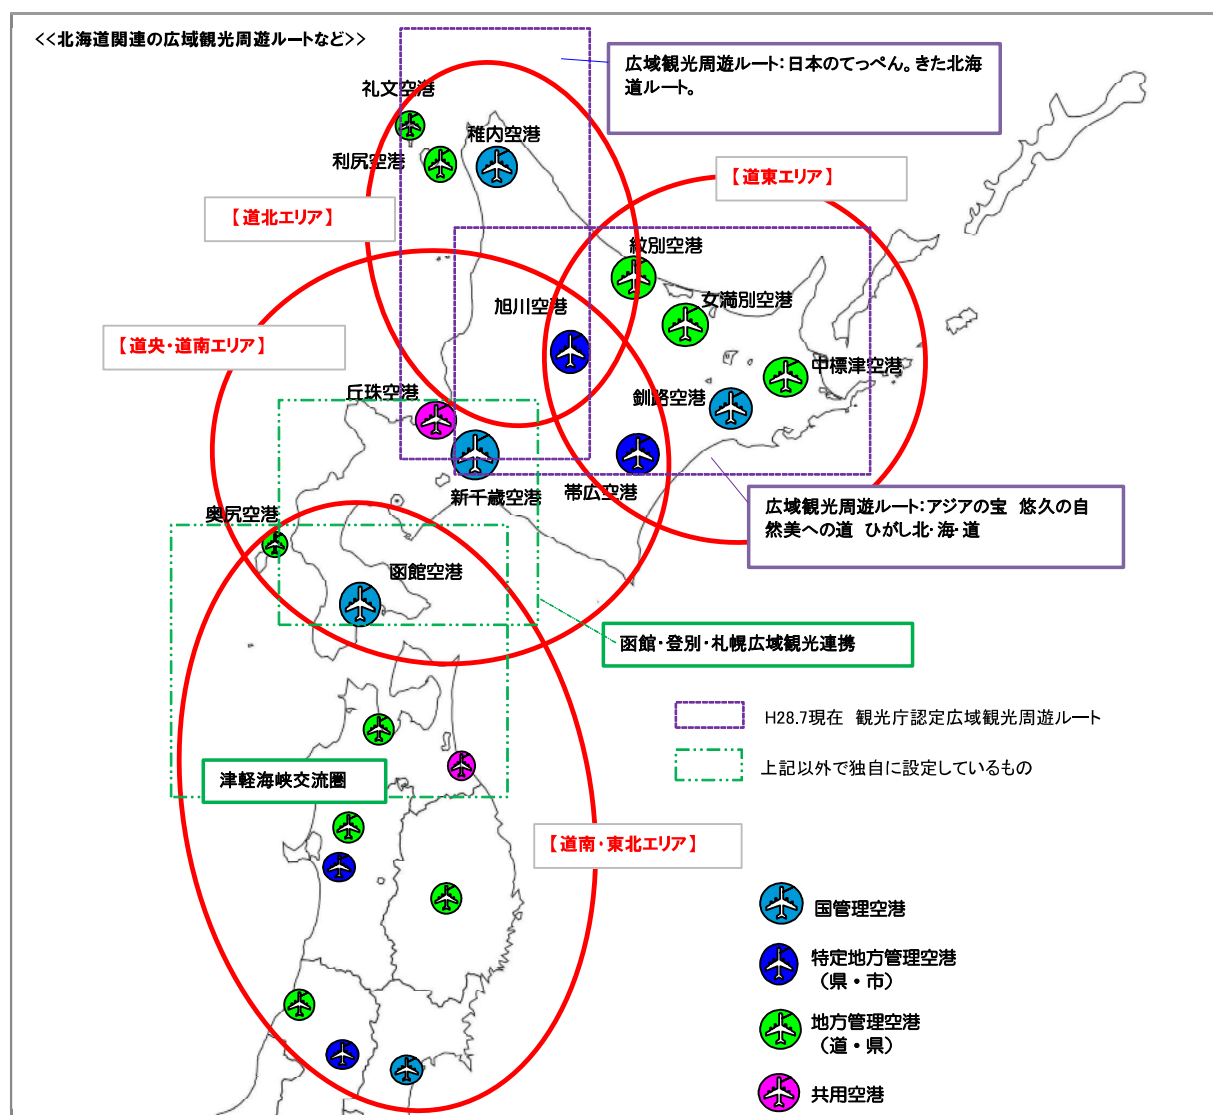 <<北海道関連の広域観光周遊ルートなど>>
広域観光周遊ルート:日本のてっぺん。きた北海
道ルート。
礼文空港
稚内空港
利尻空港
【道東エリア】
【道北エリア】
紋別空港
女満別空港
旭川空港
【道央・道南エリア】
中標津空港
丘珠空港
釧路空港
新千歳空港
帯広空港
広域観光周遊ルート:アジアの宝 悠久の自
然美への道 ひがし北・海・道
奥尻空港
函館空港
函館・登別・札幌広域観光連携
H28.7現在 観光庁認定広域観光周遊ルート
上記以外で独自に設定しているもの
津軽海峡交流圏
【道南・東北エリア】
国管理空港
特定地方管理空港
(県・市)
地方管理空港
(道・県)
共用空港